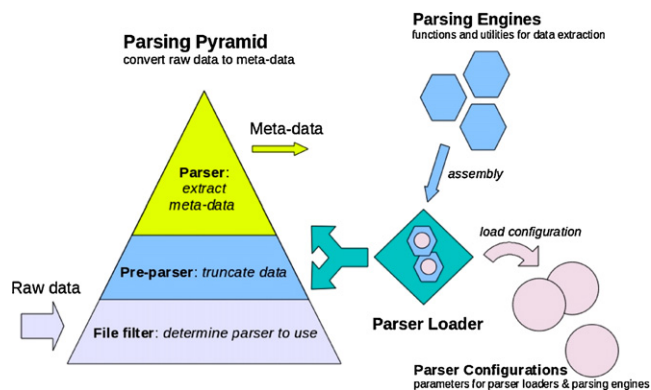 Parsing Pyramid
convert raw data to meta-data
Parsing Engines
functions and utilities for data extraction
Meta-data
Parser:
extract
meta-data
assembly
load configuration
Pre-parser: truncate data
Raw data
File filter: determine parser to use
Parser Loader
Parser Configurations
parameters for parser loaders & parsing engines